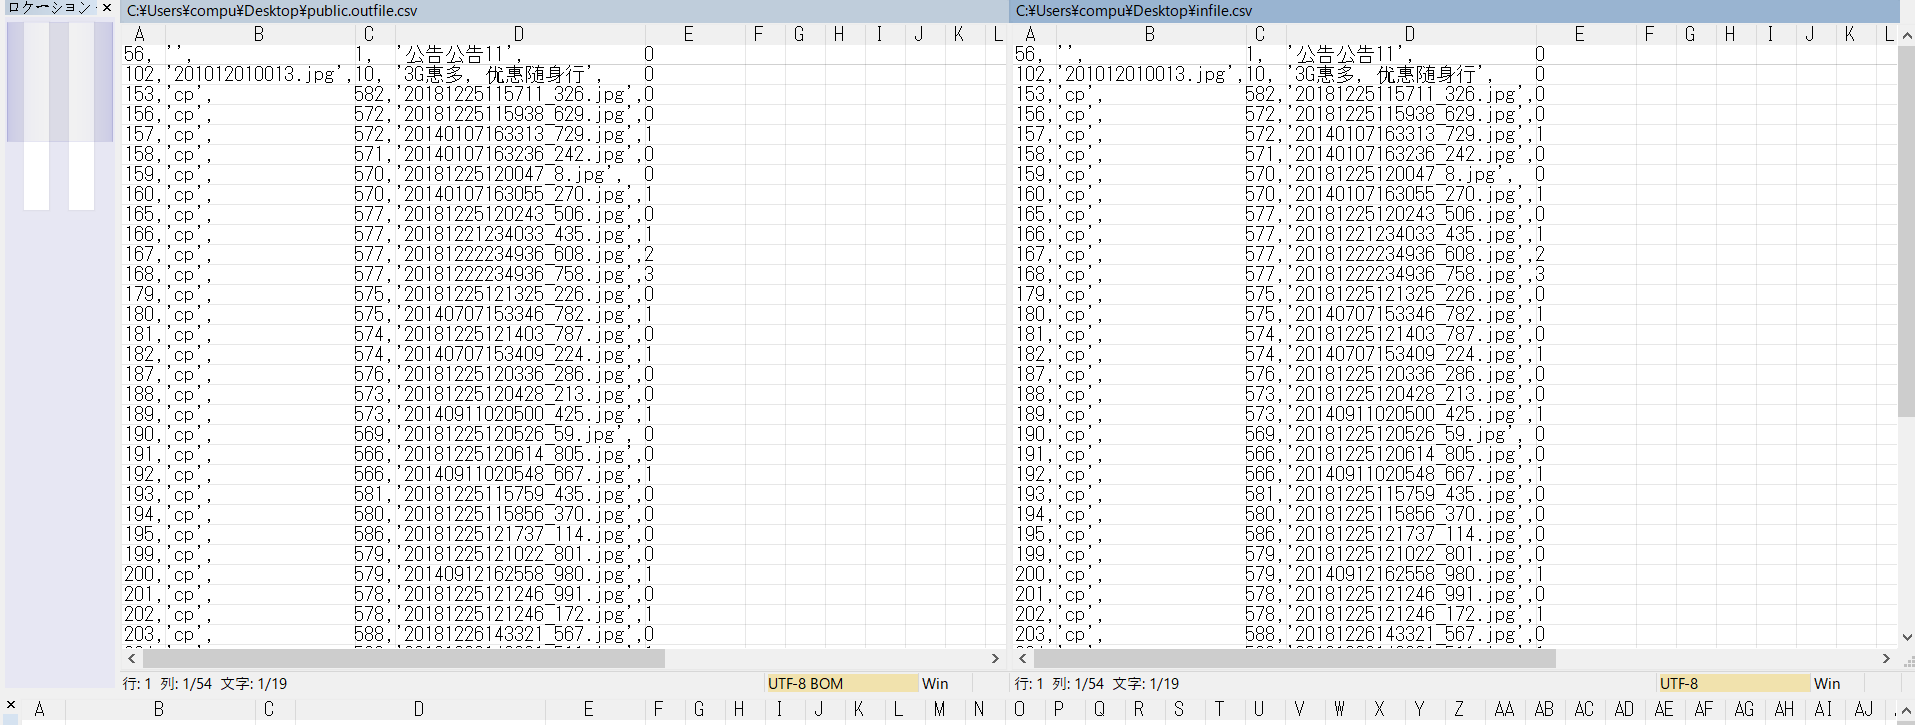 ロケーション
C:¥Users¥compu¥Desktop¥public.outfile.csv
A B C D E F G H I J K L
56, '', 1, '公告公告11', 0
102,'201012010013.jpg',10, '3G惠多, 优惠随身行', 0
153,'cp', 582,'20181225115711_326.jpg',0
156,'cp', 572,'20181225115938_629.jpg',0
157,'cp', 572,'20140107163313_729.jpg',1
158,'cp', 571,'20140107163236_242.jpg',0
159,'cp', 570,'20181225120047_8.jpg', 0
160,'cp', 570,'20140107163055_270.jpg',1
165,'cp', 577,'20181225120243_506.jpg',0
166,'cp', 577,'20181221234033_435.jpg',1
167,'cp', 577,'20181222234936_608.jpg',2
168,'cp', 577,'20181222234936_758.jpg',3
179,'cp', 575,'20181225121325_226.jpg',0
180,'cp', 575,'20140707153346_782.jpg',1
181,'cp', 574,'20181225121403_787.jpg',0
182,'cp', 574,'20140707153409_224.jpg',1
187,'cp', 576,'20181225120336_286.jpg',0
188,'cp', 573,'20181225120428_213.jpg',0
189,'cp', 573,'20140911020500_425.jpg',1
190,'cp', 569,'20181225120526_59.jpg', 0
191,'cp', 566,'20181225120614_805.jpg',0
192,'cp', 566,'20140911020548_667.jpg',1
193,'cp', 581,'20181225115759_435.jpg',0
194,'cp', 580,'20181225115856_370.jpg',0
195,'cp', 586,'20181225121737_114.jpg',0
199,'cp', 579,'20181225121022_801.jpg',0
200,'cp', 579,'20140912162558_980.jpg',1
201,'cp', 578,'20181225121246_991.jpg',0
202,'cp', 578,'20181225121246_172.jpg',1
203,'cp', 588,'20181226143321_567.jpg',0
行: 1 列: 1/54 文字: 1/19
UTF-8 BOM
Win
C:¥Users¥compu¥Desktop¥infile.csv
A B C D E F G H I J K L
56, '', 1, '公告公告11', 0
102,'201012010013.jpg',10, '3G惠多, 优惠随身行', 0
153,'cp', 582,'20181225115711_326.jpg',0
156,'cp', 572,'20181225115938_629.jpg',0
157,'cp', 572,'20140107163313_729.jpg',1
158,'cp', 571,'20140107163236_242.jpg',0
159,'cp', 570,'20181225120047_8.jpg', 0
160,'cp', 570,'20140107163055_270.jpg',1
165,'cp', 577,'20181225120243_506.jpg',0
166,'cp', 577,'20181221234033_435.jpg',1
167,'cp', 577,'20181222234936_608.jpg',2
168,'cp', 577,'20181222234936_758.jpg',3
179,'cp', 575,'20181225121325_226.jpg',0
180,'cp', 575,'20140707153346_782.jpg',1
181,'cp', 574,'20181225121403_787.jpg',0
182,'cp', 574,'20140707153409_224.jpg',1
187,'cp', 576,'20181225120336_286.jpg',0
188,'cp', 573,'20181225120428_213.jpg',0
189,'cp', 573,'20140911020500_425.jpg',1
190,'cp', 569,'20181225120526_59.jpg', 0
191,'cp', 566,'20181225120614_805.jpg',0
192,'cp', 566,'20140911020548_667.jpg',1
193,'cp', 581,'20181225115759_435.jpg',0
194,'cp', 580,'20181225115856_370.jpg',0
195,'cp', 586,'20181225121737_114.jpg',0
199,'cp', 579,'20181225121022_801.jpg',0
200,'cp', 579,'20140912162558_980.jpg',1
201,'cp', 578,'20181225121246_991.jpg',0
202,'cp', 578,'20181225121246_172.jpg',1
203,'cp', 588,'20181226143321_567.jpg',0
行: 1 列: 1/54 文字: 1/19
UTF-8
Win
A B C D E F G H I J K L M N O P Q R S T U V W X Y Z AA AB AC AD AE AF AG AH AI AJ